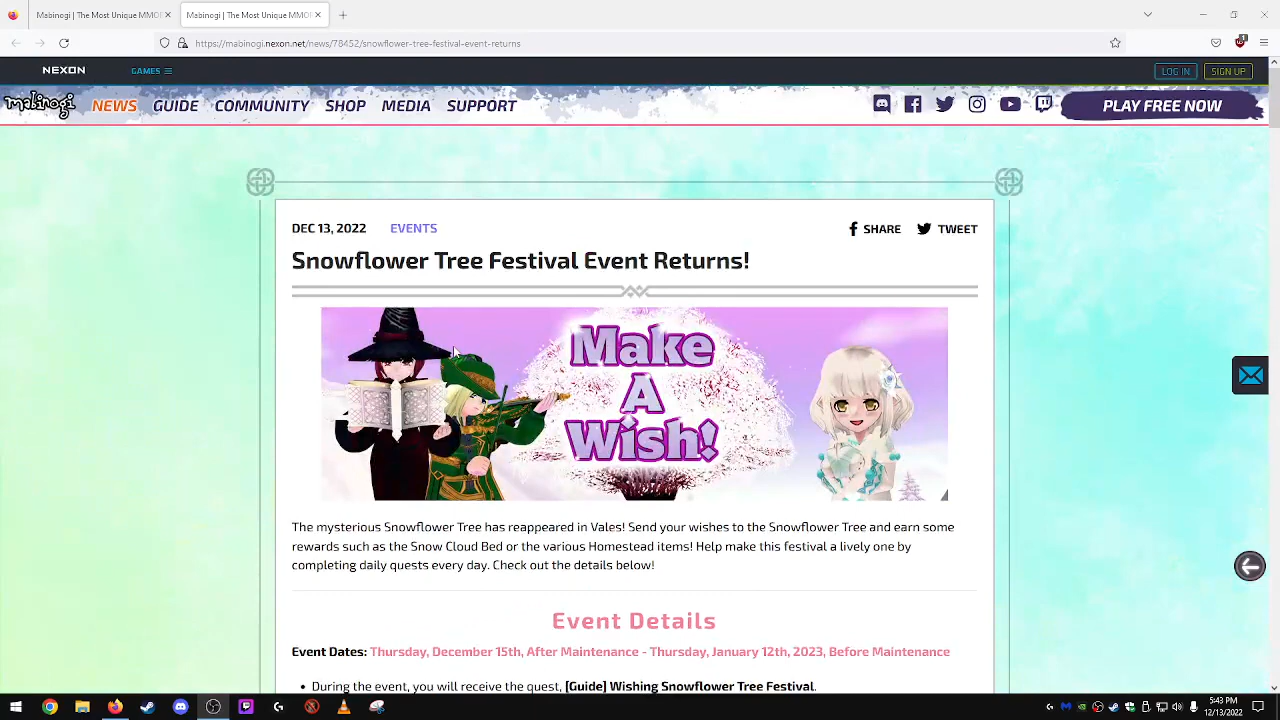 Mabinogi | The Most Unique MMO
Mabinogi | The Most Unique MMO
https://mabinogi.nexon.net/news/78452/snowflower-tree-festival-event-returns
NEXON
GAMES
LOG IN
SIGN UP
mabinogi
NEWS
GUIDE
COMMUNITY
SHOP
MEDIA
SUPPORT
PLAY FREE NOW
DEC 13, 2022
EVENTS
SHARE
TWEET
Snowflower Tree Festival Event Returns!
Make
A
Wish!
The mysterious Snowflower Tree has reappeared in Vales! Send your wishes to the Snowflower Tree and earn some
rewards such as the Snow Cloud Bed or the various Homestead items! Help make this festival a lively one by
completing daily quests every day. Check out the details below!
Event Details
Event Dates: Thursday, December 15th, After Maintenance - Thursday, January 12th, 2023, Before Maintenance
• During the event, you will receive the quest, [Guide] Wishing Snowflower Tree Festival.
5:43 PM
12/13/2022